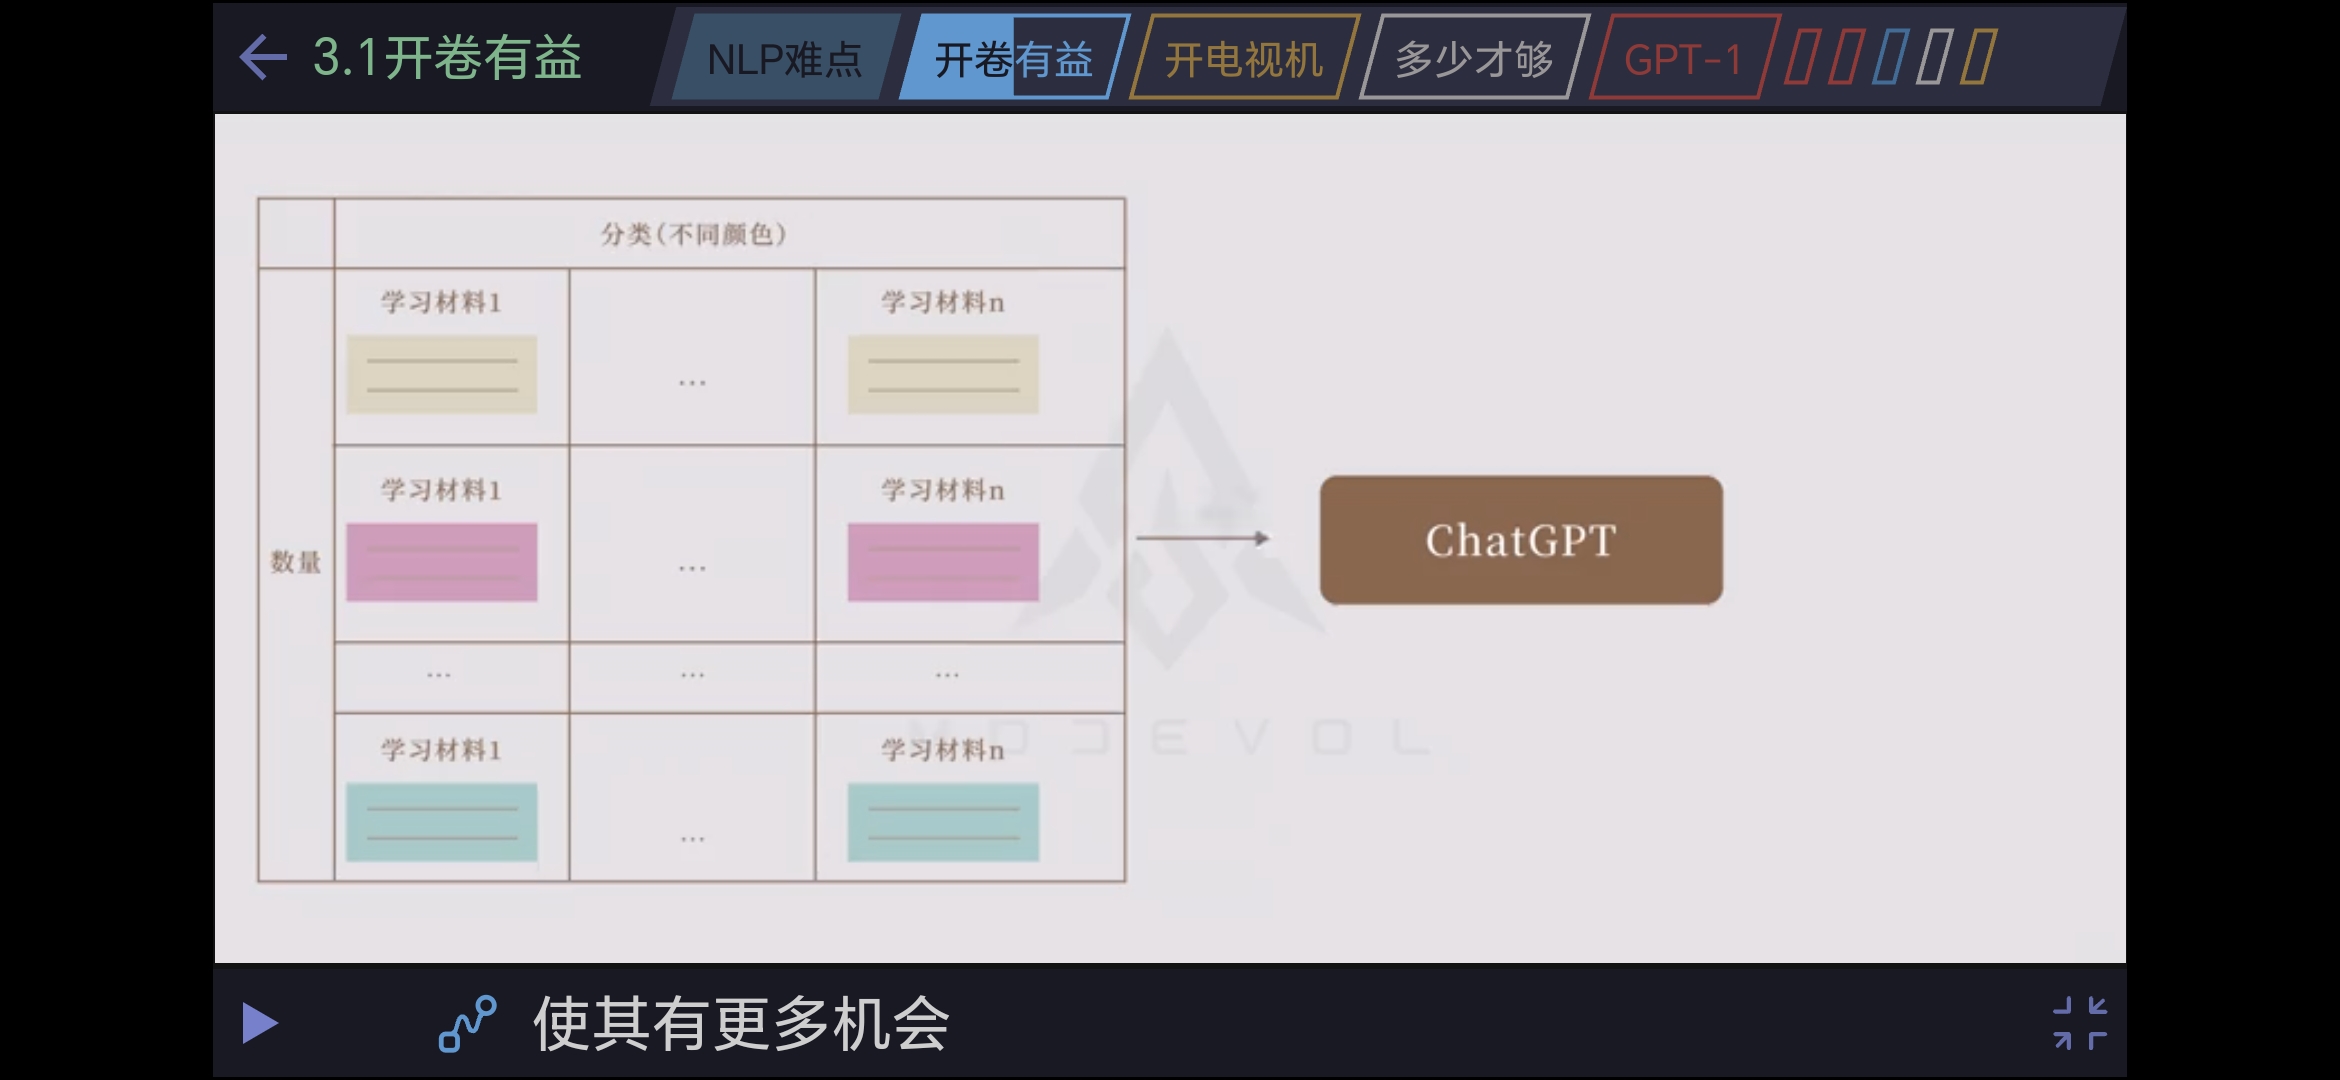 3.1开卷有益
NLP难点
开卷有益
开电视机
多少才够
GPT-1
分类(不同颜色)
学习材料1
学习材料n
...
数量
学习材料1
学习材料n
...
... ... ...
学习材料1
学习材料n
...
ChatGPT
MODEVOL
使其有更多机会